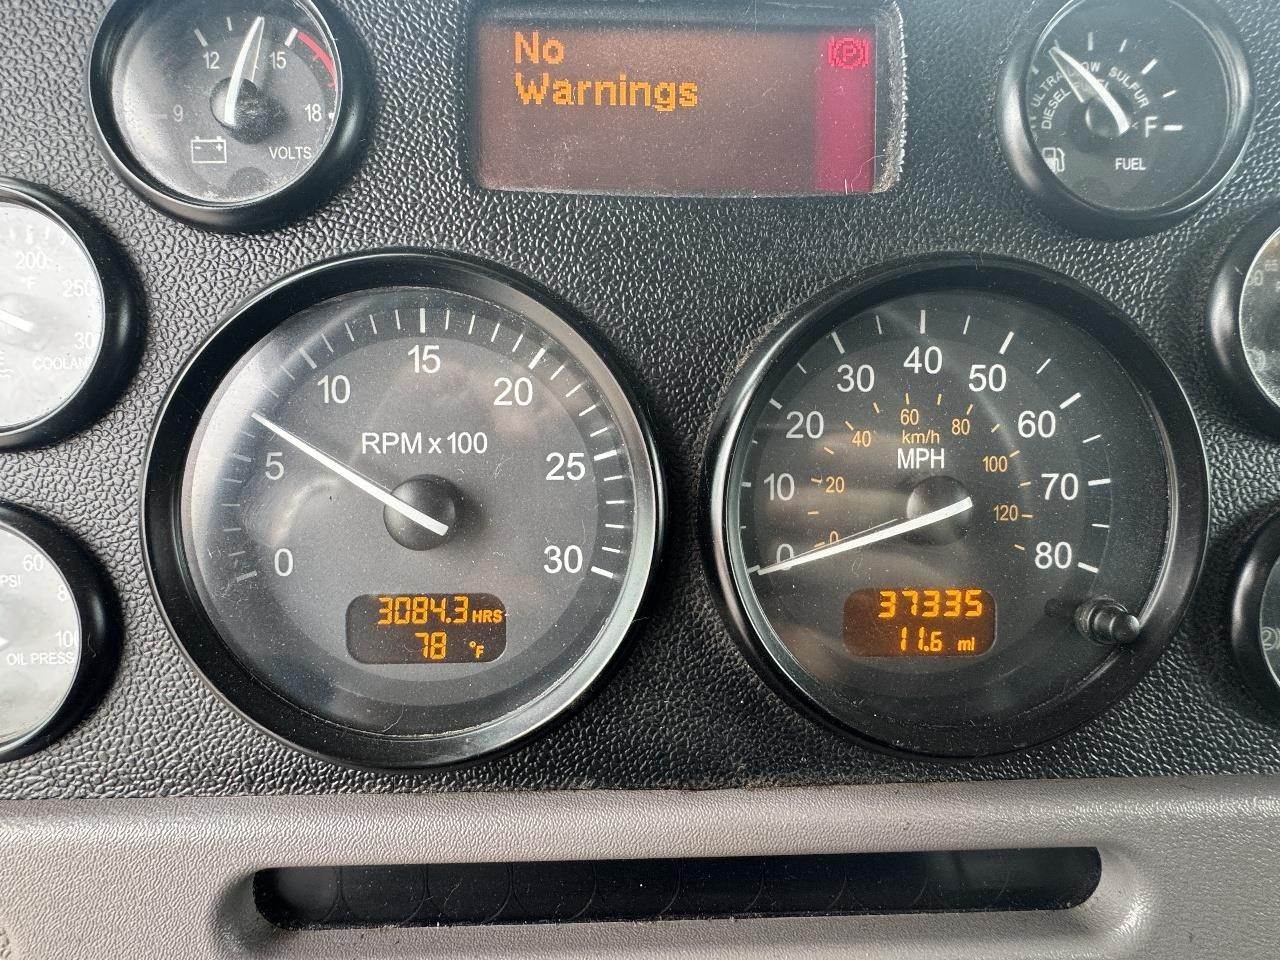 No
Warnings
12
15
9
18
VOLTS
ULTRA LOW SULFUR
DIESEL
F
FUEL
200
°F
250
COOLANT
60
PSI
OIL PRESS
0
5
10
15
20
25
30
RPM x 100
3084.3 HRS
78 °F
0
10
20
30
40
50
60
70
80
0
20
40
60
80
100
120
km/h
MPH
37335
11.6 mi